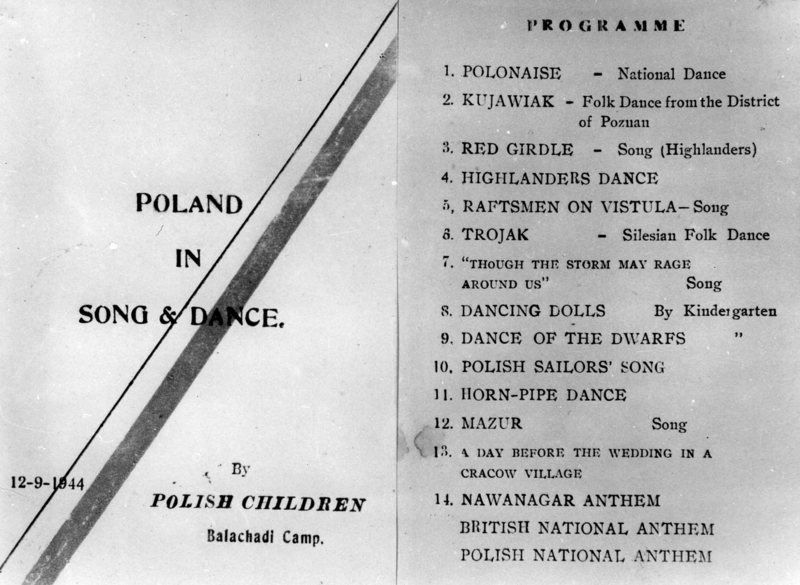 POLAND
IN
SONG & DANCE.
12-9-1944
By
POLISH CHILDREN
Balachadi Camp.
PROGRAMME
1. POLONAISE - National Dance
2. KUJAWIAK - Folk Dance from the District
of Pozuan
3. RED GIRDLE - Song (Highlanders)
4. HIGHLANDERS DANCE
5, RAFTSMEN ON VISTULA- Song
6. TROJAK - Silesian Folk Dance
7. "THOUGH THE STORM MAY RAGE
AROUND US" Song
8. DANCING DOLLS By Kindergarten
9. DANCE OF THE DWARFS "
10. POLISH SAILORS' SONG
11. HORN-PIPE DANCE
12. MAZUR Song
13. A DAY BEFORE THE WEDDING IN A
CRACOW VILLAGE
14. NAWANAGAR ANTHEM
BRITISH NATIONAL ANTHEM
POLISH NATIONAL ANTHEM